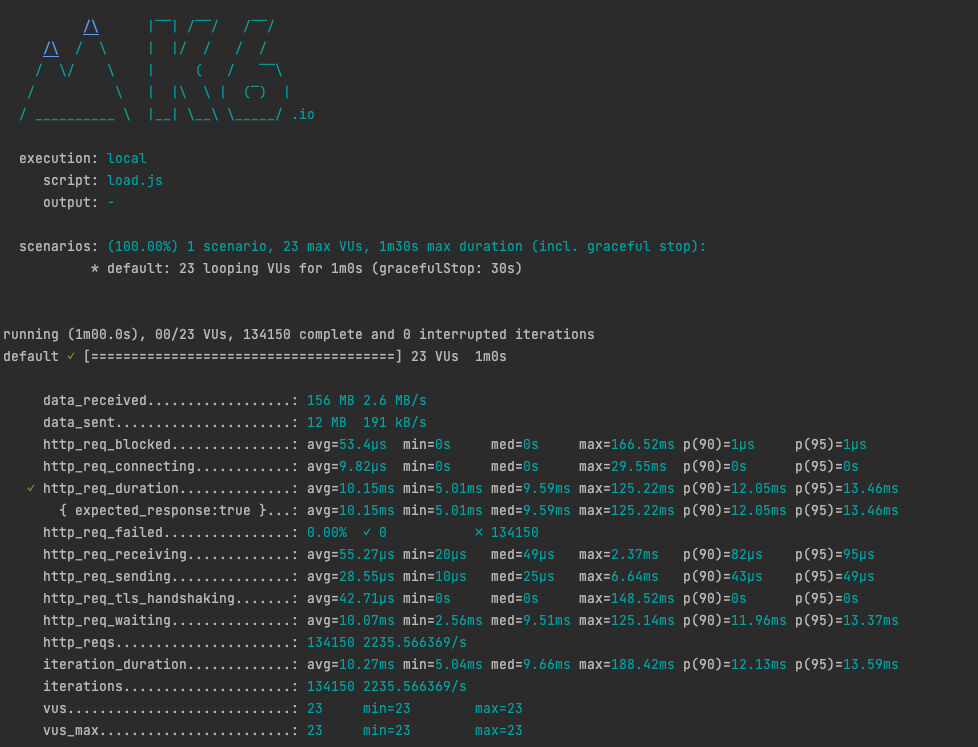 /\      |‾‾| /‾‾/   /‾‾/
     /\  /  \     |  |/  /   /  /
    /  \/    \    |     (   /   ‾‾\
   /          \   |  |\  \ |  (‾)  |
  / __________ \  |__| \__\ \_____/ .io

  execution: local
     script: load.js
     output: -

  scenarios: (100.00%) 1 scenario, 23 max VUs, 1m30s max duration (incl. graceful stop):
           * default: 23 looping VUs for 1m0s (gracefulStop: 30s)


running (1m00.0s), 00/23 VUs, 134150 complete and 0 interrupted iterations
default ✓ [======================================] 23 VUs  1m0s

     data_received..................: 156 MB 2.6 MB/s
     data_sent......................: 12 MB  191 kB/s
     http_req_blocked...............: avg=53.4µs  min=0s     med=0s     max=166.52ms p(90)=1µs     p(95)=1µs
     http_req_connecting............: avg=9.82µs  min=0s     med=0s     max=29.55ms  p(90)=0s      p(95)=0s
   ✓ http_req_duration..............: avg=10.15ms min=5.01ms med=9.59ms max=125.22ms p(90)=12.05ms p(95)=13.46ms
       { expected_response:true }...: avg=10.15ms min=5.01ms med=9.59ms max=125.22ms p(90)=12.05ms p(95)=13.46ms
     http_req_failed................: 0.00%  ✓ 0           ✗ 134150
     http_req_receiving.............: avg=55.27µs min=20µs   med=49µs   max=2.37ms   p(90)=82µs    p(95)=95µs
     http_req_sending...............: avg=28.55µs min=10µs   med=25µs   max=6.64ms   p(90)=43µs    p(95)=49µs
     http_req_tls_handshaking.......: avg=42.71µs min=0s     med=0s     max=148.52ms p(90)=0s      p(95)=0s
     http_req_waiting...............: avg=10.07ms min=2.56ms med=9.51ms max=125.14ms p(90)=11.96ms p(95)=13.37ms
     http_reqs......................: 134150 2235.566369/s
     iteration_duration.............: avg=10.27ms min=5.04ms med=9.66ms max=188.42ms p(90)=12.13ms p(95)=13.59ms
     iterations.....................: 134150 2235.566369/s
     vus............................: 23     min=23        max=23
     vus_max........................: 23     min=23        max=23